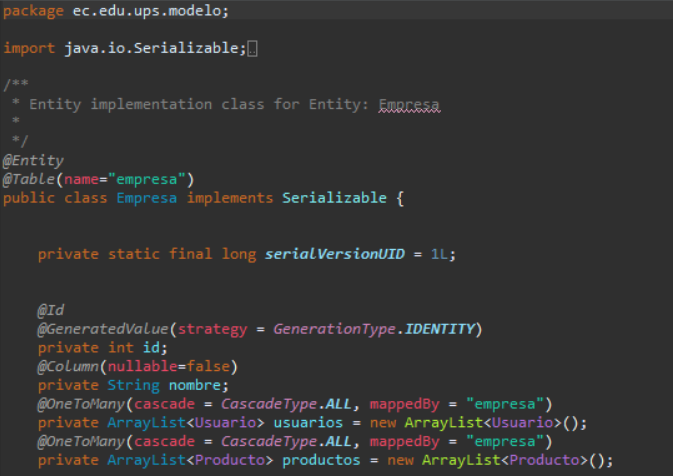 package ec.edu.ups.modelo;
import java.io.Serializable;
/**
 * Entity implementation class for Entity: Empresa
 *
 */
@Entity
@Table(name="empresa")
public class Empresa implements Serializable {
private static final long serialVersionUID = 1L;
@Id
@GeneratedValue(strategy = GenerationType.IDENTITY)
private int id;
@Column(nullable=false)
private String nombre;
@OneToMany(cascade = CascadeType.ALL, mappedBy = "empresa")
private ArrayList<Usuario> usuarios = new ArrayList<Usuario>();
@OneToMany(cascade = CascadeType.ALL, mappedBy = "empresa")
private ArrayList<Producto> productos = new ArrayList<Producto>();